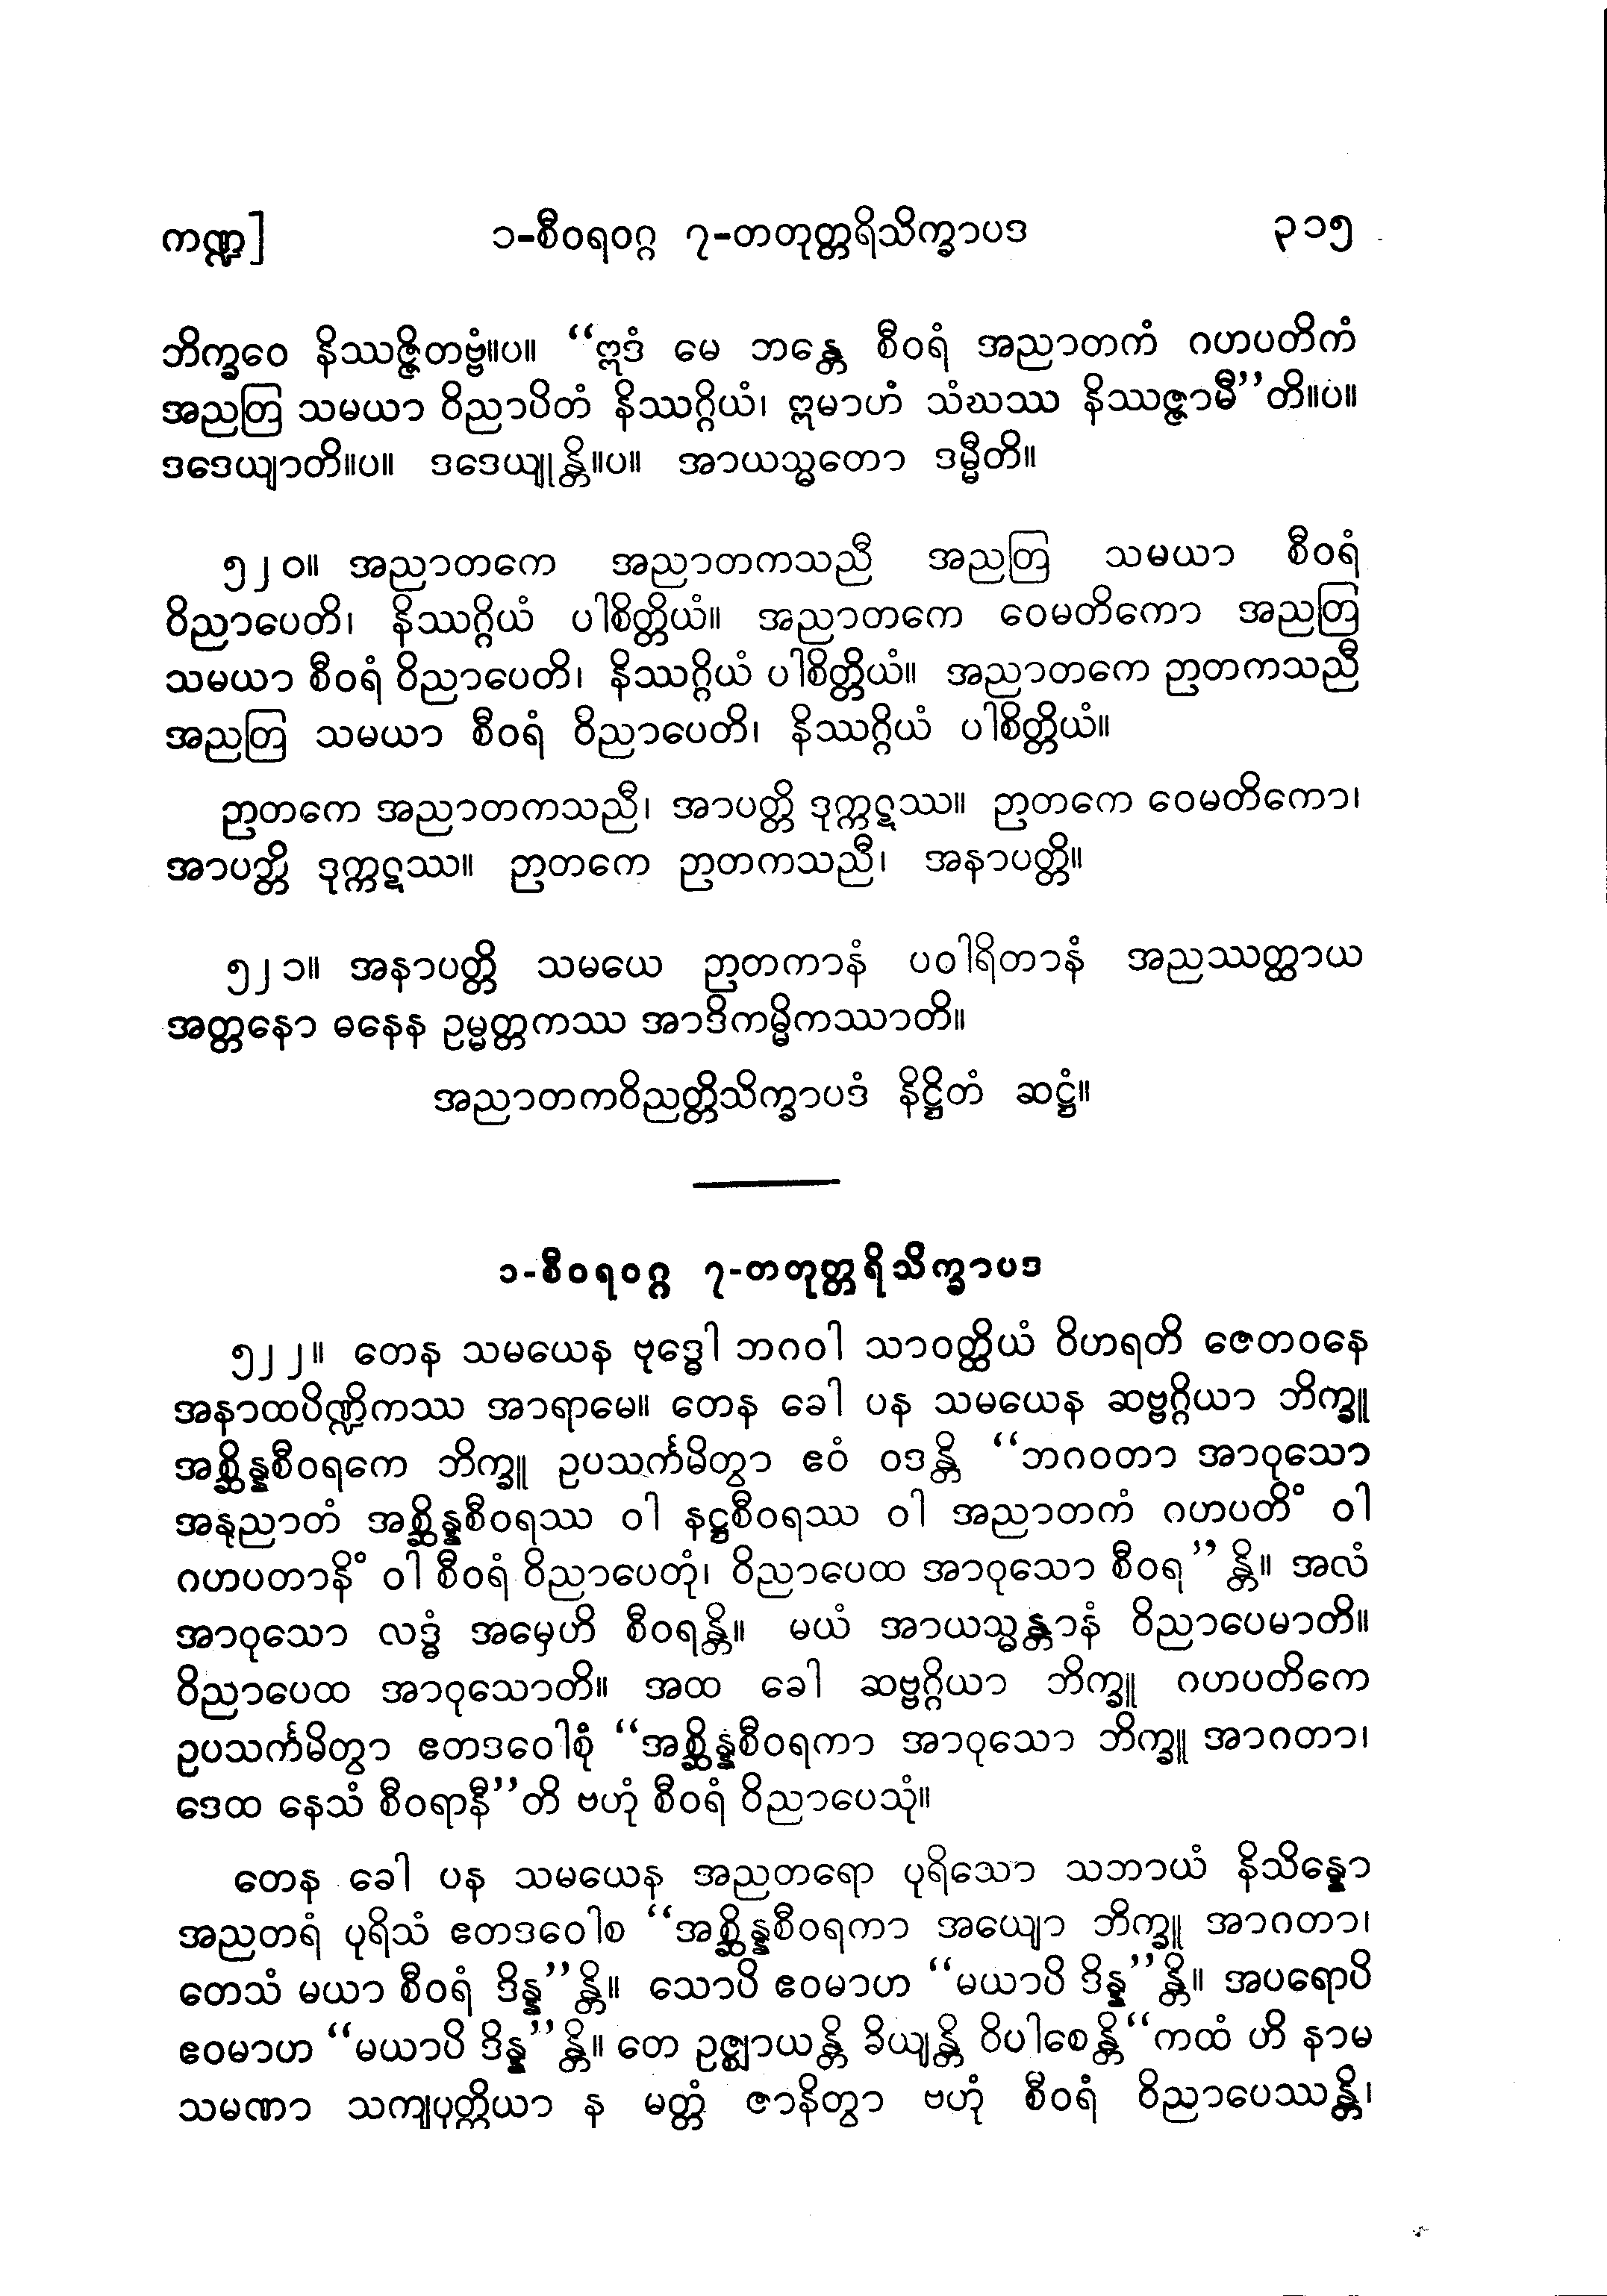 ကဏ္ဍ] ၁-စီဝရဝဂ္ဂ ၇-တတုတ္တရိသိက္ခာပဒ ၃၁၅
ဘိက္ခဝေ နိဿဇ္ဇိတဗ္ဗံ။ပ။ “ဣဒံ မေ ဘန္တေ စီဝရံ အညာတကံ ဂဟပတိကံ
အညတြ သမယာ ဝိညာပိတံ နိဿဂ္ဂိယံ၊ ဣမာဟံ သံဃဿ နိဿဇ္ဇာမီ”တိ။ပ။
ဒဒေယျာတိ။ပ။ ဒဒေယျုန္တိ။ပ။ အာယသ္မတော ဒမ္မီတိ။
၅၂၀။ အညာတကေ အညာတကသညီ အညတြ သမယာ စီဝရံ
ဝိညာပေတိ၊ နိဿဂ္ဂိယံ ပါစိတ္တိယံ။ အညာတကေ ဝေမတိကော အညတြ
သမယာ စီဝရံ ဝိညာပေတိ၊ နိဿဂ္ဂိယံ ပါစိတ္တိယံ။ အညာတကေ ဉာတကသညီ
အညတြ သမယာ စီဝရံ ဝိညာပေတိ၊ နိဿဂ္ဂိယံ ပါစိတ္တိယံ။
ဉာတကေ အညာတကသညီ၊ အာပတ္တိ ဒုက္ကဋဿ။ ဉာတကေ ဝေမတိကော၊
အာပတ္တိ ဒုက္ကဋဿ။ ဉာတကေ ဉာတကသညီ၊ အနာပတ္တိ။
၅၂၁။ အနာပတ္တိ သမယေ ဉာတကာနံ ပဝါရိတာနံ အညဿတ္ထာယ
အတ္တနော ဓနေန ဥမ္မတ္တကဿ အာဒိကမ္မိကဿာတိ။
အညာတကဝိညတ္တိသိက္ခာပဒံ နိဋ္ဌိတံ ဆဋ္ဌံ။
၁-စီဝရဝဂ္ဂ ၇-တတုတ္တရိသိက္ခာပဒ
၅၂၂။ တေန သမယေန ဗုဒ္ဓေါ ဘဂဝါ သာဝတ္ထိယံ ဝိဟရတိ ဇေတဝနေ
အနာထပိဏ္ဍိကဿ အာရာမေ။ တေန ခေါ ပန သမယေန ဆဗ္ဗဂ္ဂိယာ ဘိက္ခူ
အစ္ဆိန္နစီဝရကေ ဘိက္ခူ ဥပသင်္ကမိတွာ ဧဝံ ဝဒန္တိ “ဘဂဝတာ အာဝုသော
အနုညာတံ အစ္ဆိန္နစီဝရဿ ဝါ နဋ္ဌစီဝရဿ ဝါ အညာတကံ ဂဟပတိံ ဝါ
ဂဟပတာနိံ ဝါ စီဝရံ ဝိညာပေတုံ၊ ဝိညာပေထ အာဝုသော စီဝရ” န္တိ။ အလံ
အာဝုသော လဒ္ဓံ အမှေဟိ စီဝရန္တိ။ မယံ အာယသ္မန္တာနံ ဝိညာပေမာတိ။
ဝိညာပေထ အာဝုသောတိ။ အထ ခေါ ဆဗ္ဗဂ္ဂိယာ ဘိက္ခူ ဂဟပတိကေ
ဥပသင်္ကမိတွာ ဧတဒဝေါစုံ “အစ္ဆိန္နစီဝရကာ အာဝုသော ဘိက္ခူ အာဂတာ၊
ဒေထ နေသံ စီဝရာနီ”တိ ဗဟုံ စီဝရံ ဝိညာပေသုံ။
တေန ခေါ ပန သမယေန အညတရော ပုရိသော သဘာယံ နိသိန္နော
အညတရံ ပုရိသံ ဧတဒဝေါစ “အစ္ဆိန္နစီဝရကာ အယျော ဘိက္ခူ အာဂတာ၊
တေသံ မယာ စီဝရံ ဒိန္န”န္တိ။ သောပိ ဧဝမာဟ “မယာပိ ဒိန္န”န္တိ။ အပရောပိ
ဧဝမာဟ “မယာပိ ဒိန္န”န္တိ။ တေ ဥဇ္ဈာယန္တိ ခိယျန္တိ ဝိပါစေန္တိ “ကထံ ဟိ နာမ
သမဏာ သကျပုတ္တိယာ န မတ္တံ ဇာနိတွာ ဗဟုံ စီဝရံ ဝိညာပေဿန္တိ၊